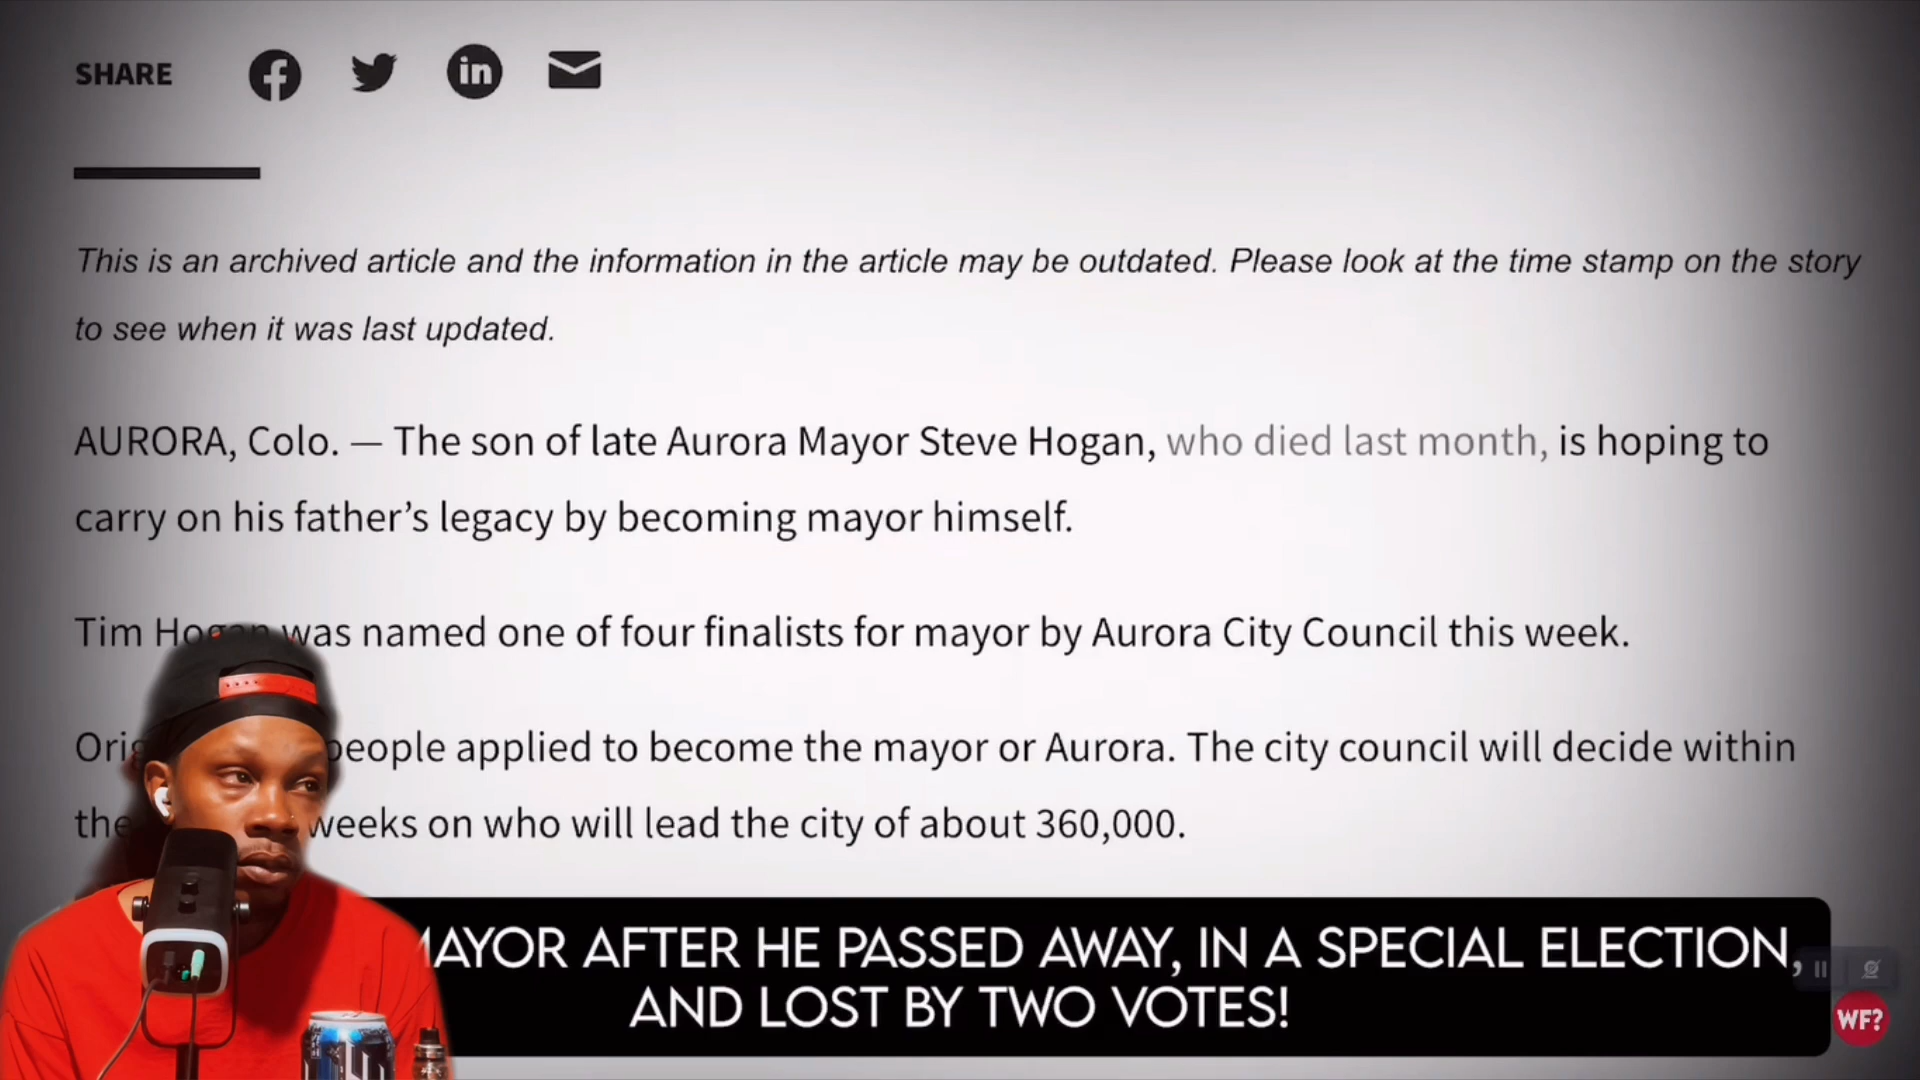 SHARE
This is an archived article and the information in the article may be outdated. Please look at the time stamp on the story
to see when it was last updated.
AURORA, Colo. — The son of late Aurora Mayor Steve Hogan, who died last month, is hoping to
carry on his father’s legacy by becoming mayor himself.
Tim Hogan was named one of four finalists for mayor by Aurora City Council this week.
people applied to become the mayor or Aurora. The city council will decide within
weeks on who will lead the city of about 360,000.
MAYOR AFTER HE PASSED AWAY, IN A SPECIAL ELECTION,
AND LOST BY TWO VOTES!
WF?